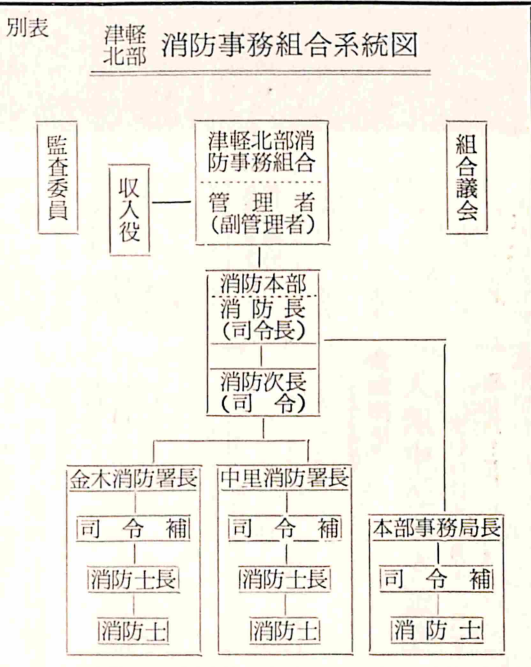 別表
津軽北部 消防事務組合系統図
監査委員
収入役
津軽北部消
防事務組合
管理者
(副管理者)
組合議会
消防本部
消防長
(司令長)
消防次長
(司令)
金木消防署長
司令補
消防士長
消防士
中里消防署長
司令補
消防士長
消防士
本部事務局長
司令補
消防士